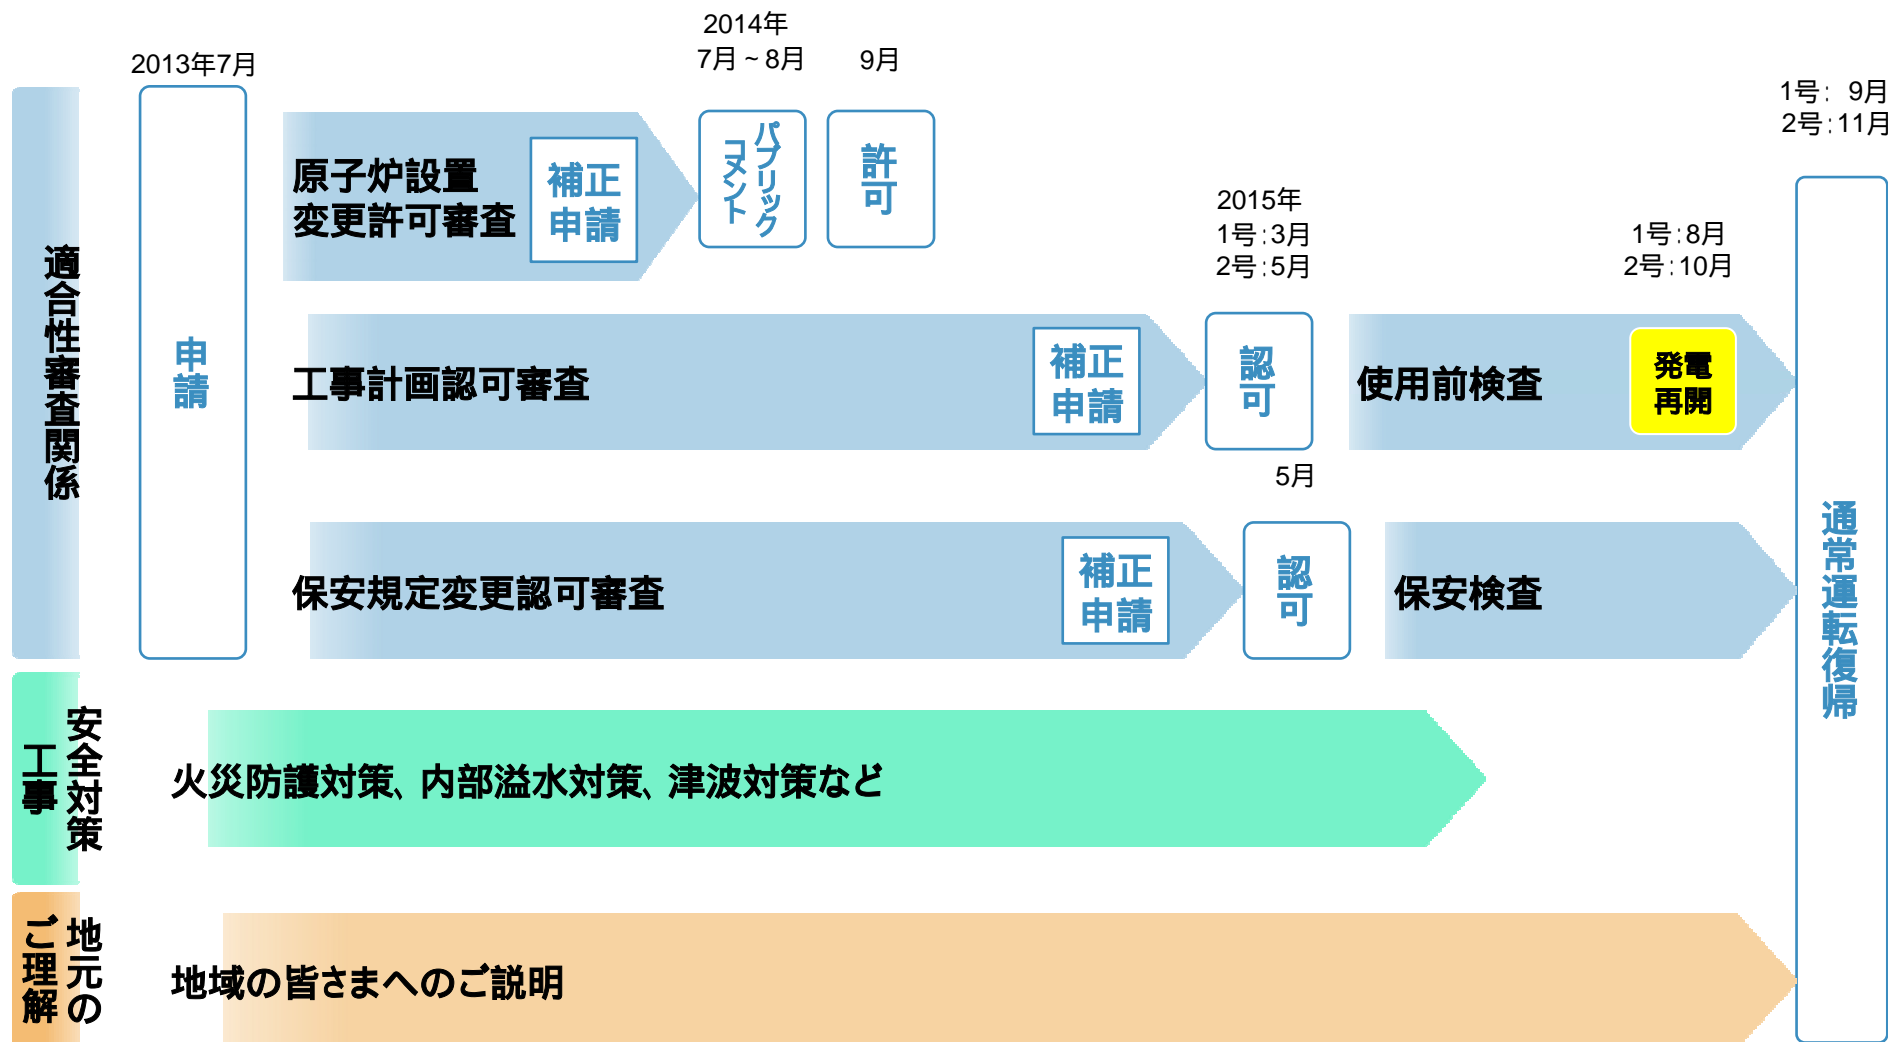 2013年7月
2014年
7月~8月
9月
1号: 9月
2号:11月
適合性審査関係
申請
原子炉設置
変更許可審査
補正
申請
パブリック
コメント
許可
2015年
1号:3月
2号:5月
1号:8月
2号:10月
工事計画認可審査
補正
申請
認可
使用前検査
発電
再開
5月
保安規定変更認可審査
補正
申請
認可
保安検査
通常運転復帰
安全対策
工事
火災防護対策、内部溢水対策、津波対策など
地元の
ご理解
地域の皆さまへのご説明